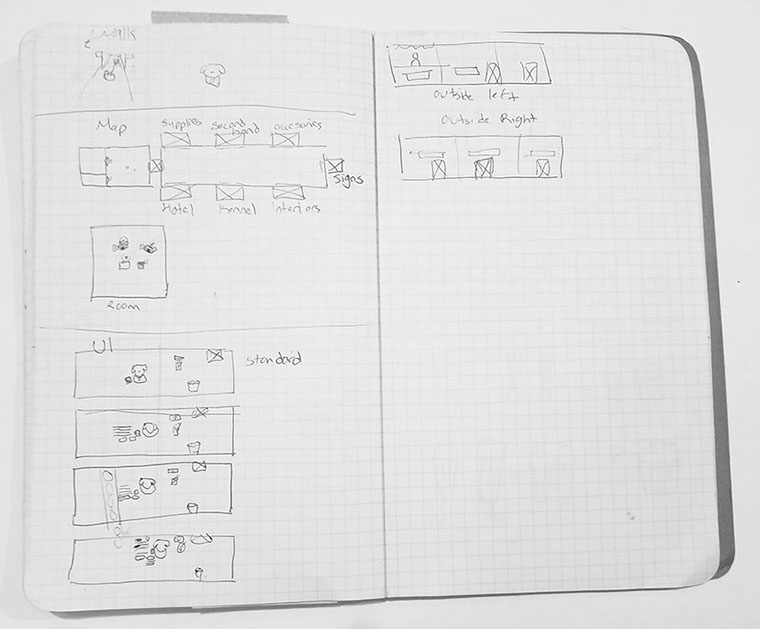 Walls
Map
Supplies
Second
hand
accesories
Signs
Hotel
Kennel
Interiors
Room
UI
Standard
outside left
outside Right